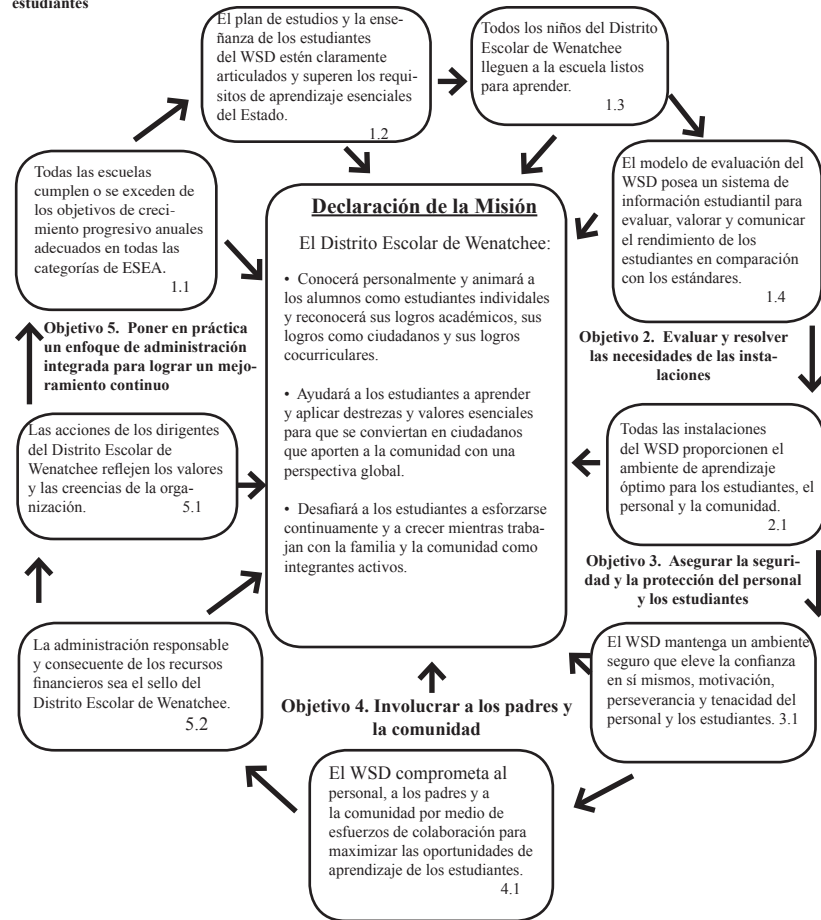 estudiantes
El plan de estudios y la ense-
ñanza de los estudiantes
del WSD estén claramente
articulados y superen los requi-
sitos de aprendizaje esenciales
del Estado.
1.2
Todos los niños del Distrito
Escolar de Wenatchee
lleguen a la escuela listos
para aprender.
1.3
Todas las escuelas
cumplen o se exceden de
los objetivos de creci-
miento progresivo anuales
adecuados en todas las
categorías de ESEA.
1.1
El modelo de evaluación del
WSD posea un sistema de
información estudiantil para
evaluar, valorar y comunicar
el rendimiento de los
estudiantes en comparación
con los estándares.
1.4
Declaración de la Misión
El Distrito Escolar de Wenatchee:
• Conocerá personalmente y animará a
los alumnos como estudiantes individales
y reconocerá sus logros académicos, sus
logros como ciudadanos y sus logros
cocurriculares.
• Ayudará a los estudiantes a aprender
y aplicar destrezas y valores esenciales
para que se conviertan en ciudadanos
que aporten a la comunidad con una
perspectiva global.
• Desafiará a los estudiantes a esforzarse
continuamente y a crecer mientras traba-
jan con la familia y la comunidad como
integrantes activos.
Objetivo 5. Poner en práctica
un enfoque de administración
integrada para lograr un mejo-
ramiento continuo
Objetivo 2. Evaluar y resolver
las necesidades de las insta-
laciones
Las acciones de los dirigentes
del Distrito Escolar de
Wenatchee reflejen los valores
y las creencias de la orga-
nización. 5.1
Todas las instalaciones
del WSD proporcionen el
ambiente de aprendizaje
óptimo para los estudiantes, el
personal y la comunidad.
2.1
Objetivo 3. Asegurar la seguri-
dad y la protección del personal
y los estudiantes
La administración responsable
y consecuente de los recursos
financieros sea el sello del
Distrito Escolar de Wenatchee.
5.2
El WSD mantenga un ambiente
seguro que eleve la confianza
en sí mismos, motivación,
perseverancia y tenacidad del
personal y los estudiantes. 3.1
Objetivo 4. Involucrar a los padres y
la comunidad
El WSD comprometa al
personal, a los padres y a
la comunidad por medio de
esfuerzos de colaboración para
maximizar las oportunidades de
aprendizaje de los estudiantes.
4.1